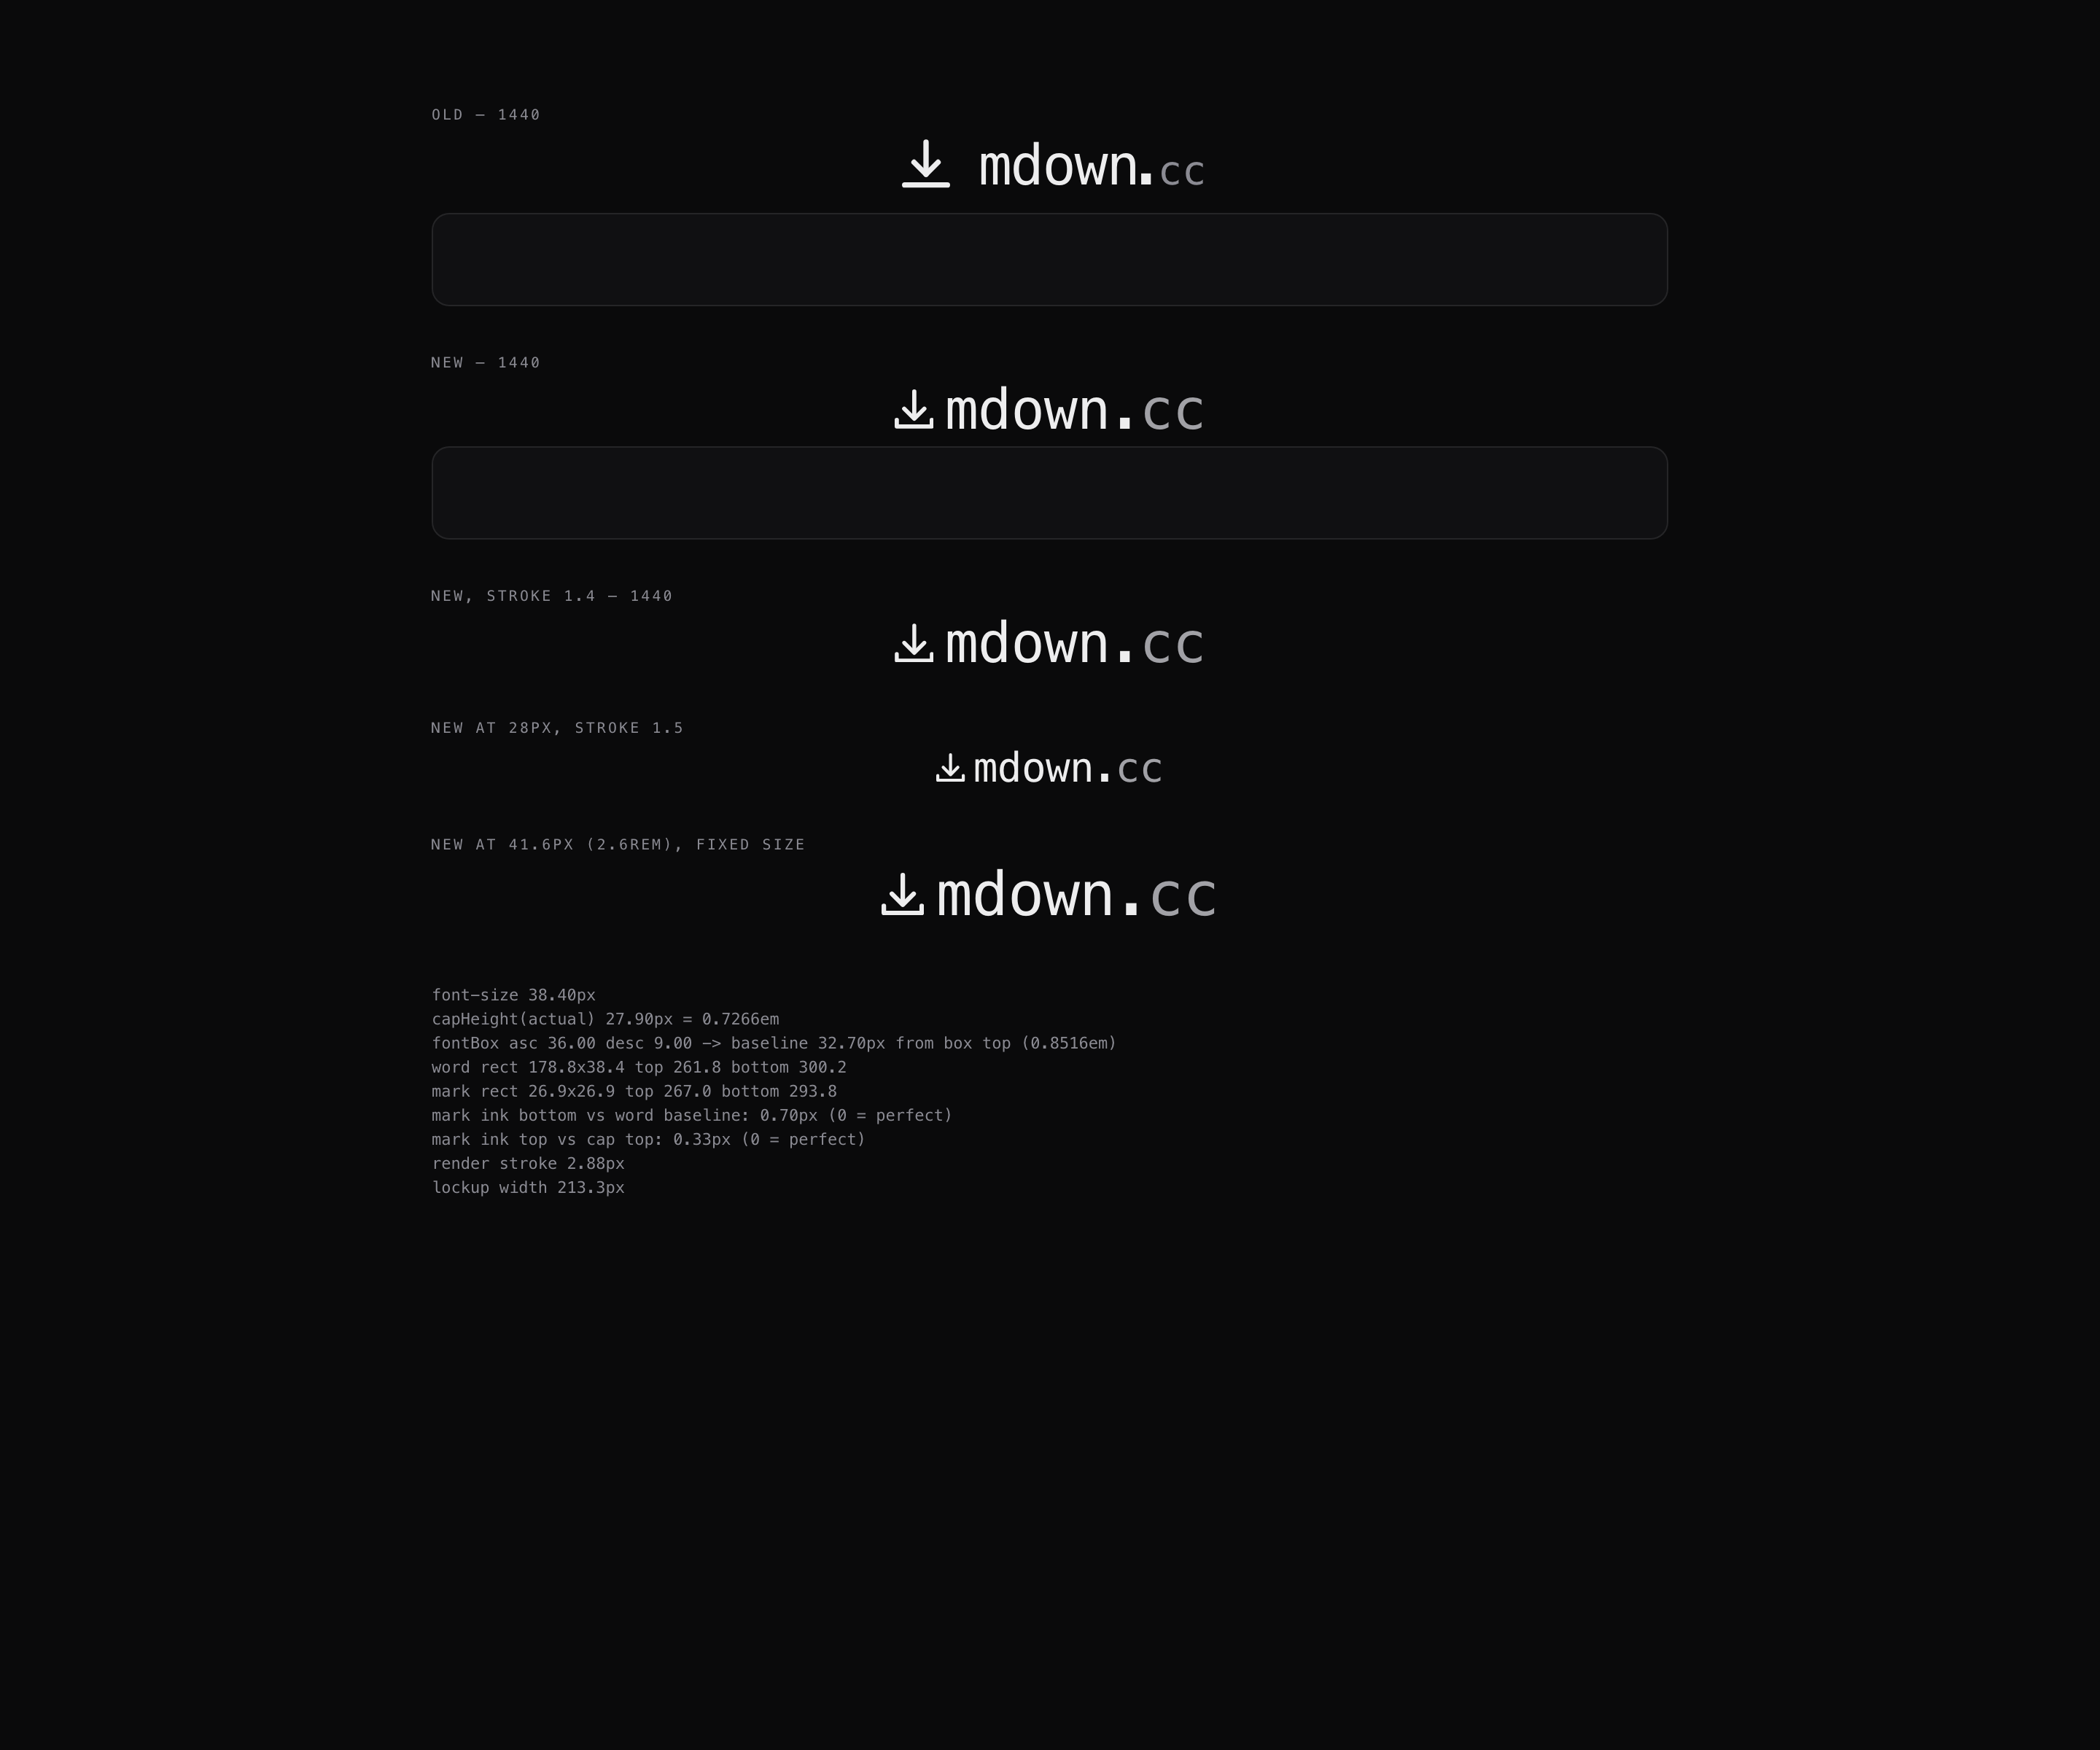 OLD — 1440
mdown.cc
NEW — 1440
mdown.cc
NEW, STROKE 1.4 — 1440
mdown.cc
NEW AT 28PX, STROKE 1.5
mdown.cc
NEW AT 41.6PX (2.6REM), FIXED SIZE
mdown.cc
font-size 38.40px
capHeight(actual) 27.90px = 0.7266em
fontBox asc 36.00 desc 9.00 -> baseline 32.70px from box top (0.8516em)
word rect 178.8x38.4 top 261.8 bottom 300.2
mark rect 26.9x26.9 top 267.0 bottom 293.8
mark ink bottom vs word baseline: 0.70px (0 = perfect)
mark ink top vs cap top: 0.33px (0 = perfect)
render stroke 2.88px
lockup width 213.3px